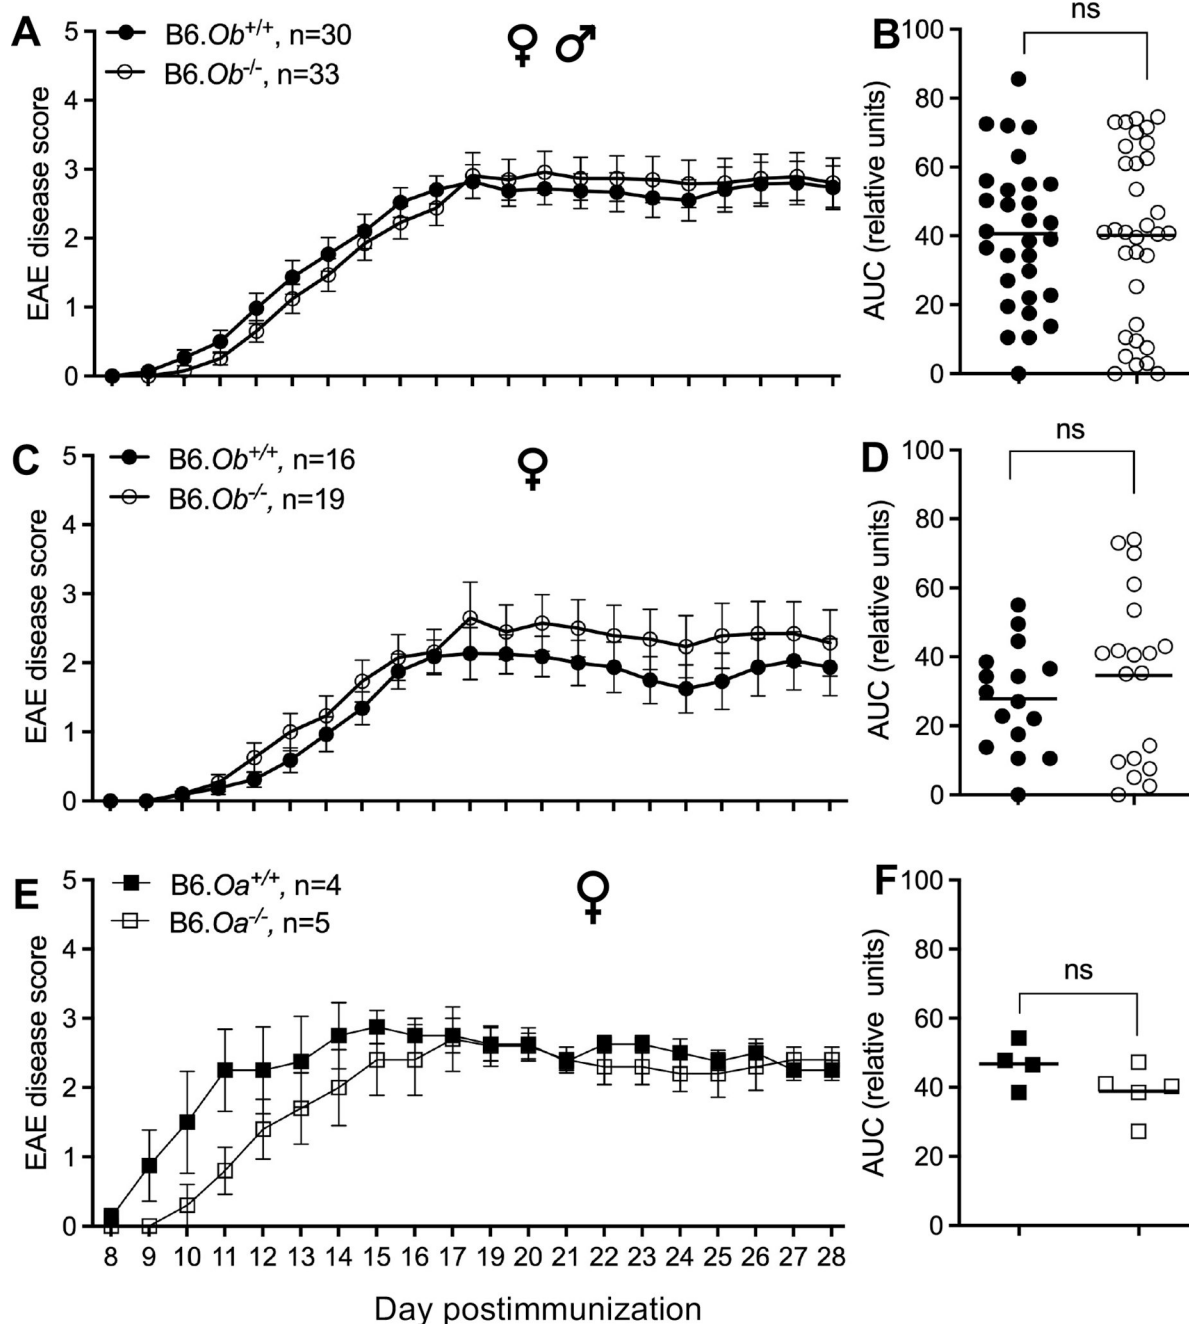 A
B6.Ob+/+, n=30
B6.Ob-/-, n=33
♀ ♂
EAE disease score
5
4
3
2
1
0
B
ns
AUC (relative units)
100
80
60
40
20
0
C
B6.Ob+/+, n=16
B6.Ob-/-, n=19
♀
EAE disease score
5
4
3
2
1
0
D
ns
AUC (relative units)
100
80
60
40
20
0
E
B6.Oa+/+, n=4
B6.Oa-/-, n=5
♀
EAE disease score
5
4
3
2
1
0
8 9 10 11 12 13 14 15 16 17 19 20 21 22 23 24 25 26 27 28
Day postimmunization
F
ns
AUC (relative units)
100
80
60
40
20
0